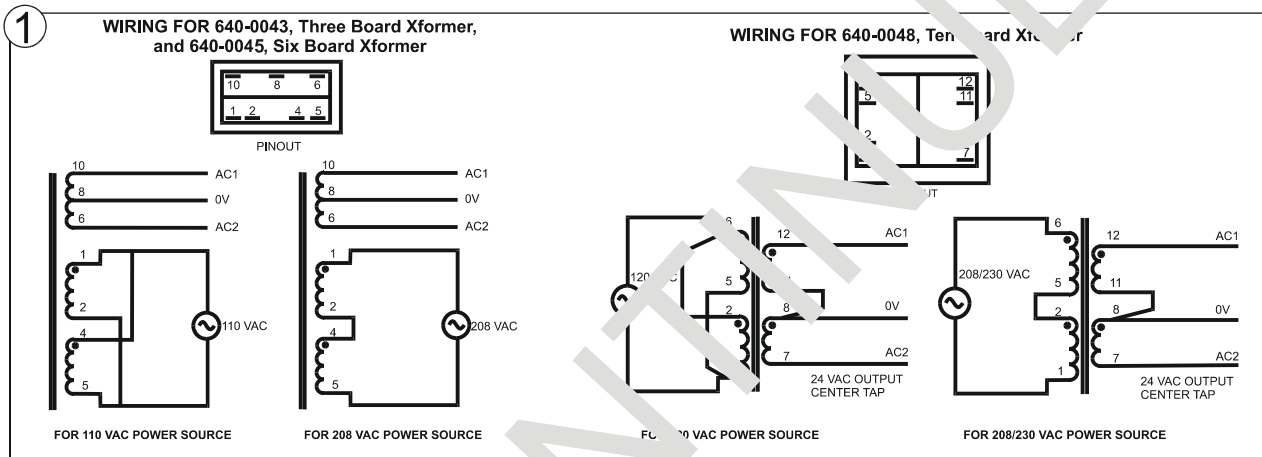 1
WIRING FOR 640-0043, Three Board Xformer,
and 640-0045, Six Board Xformer
10 8 6
1 2 4 5
PINOUT
10
AC1
8
0V
6
AC2
1
2
4
5
110 VAC
FOR 110 VAC POWER SOURCE
10
AC1
8
0V
6
AC2
1
2
4
5
208 VAC
FOR 208 VAC POWER SOURCE
WIRING FOR 640-0048,
12
5 11
2
7
6
12
AC1
5
8
0V
2
7
AC2
24 VAC OUTPUT
CENTER TAP
VAC POWER SOURCE
6
12
AC1
208/230 VAC
5
11
2
8
0V
7
AC2
1
24 VAC OUTPUT
CENTER TAP
FOR 208/230 VAC POWER SOURCE